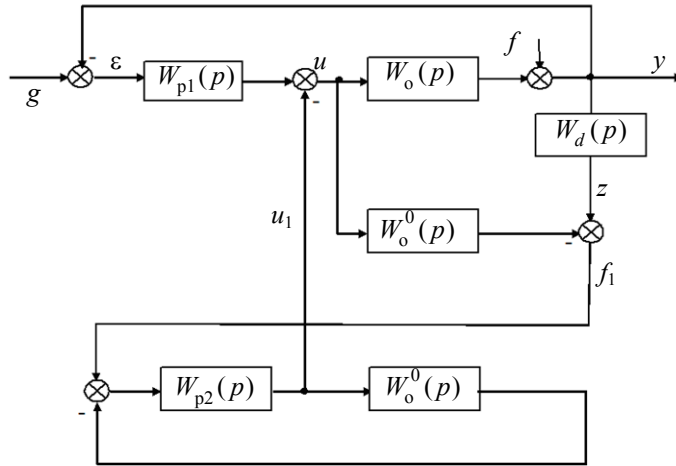 f
- ε W_p1(p) u W_o(p) y
g -
W_d(p)
z
u_1 W_o^0(p) -
f_1
W_p2(p) W_o^0(p)
-